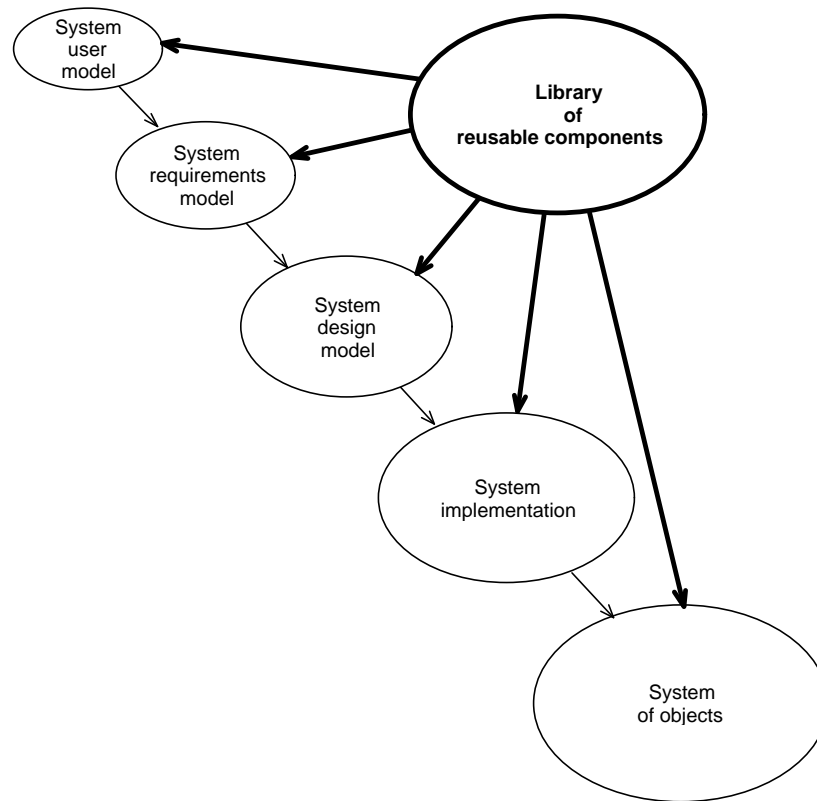 System
user
model
Library
of
reusable components
System
requirements
model
System
design
model
System
implementation
System
of objects